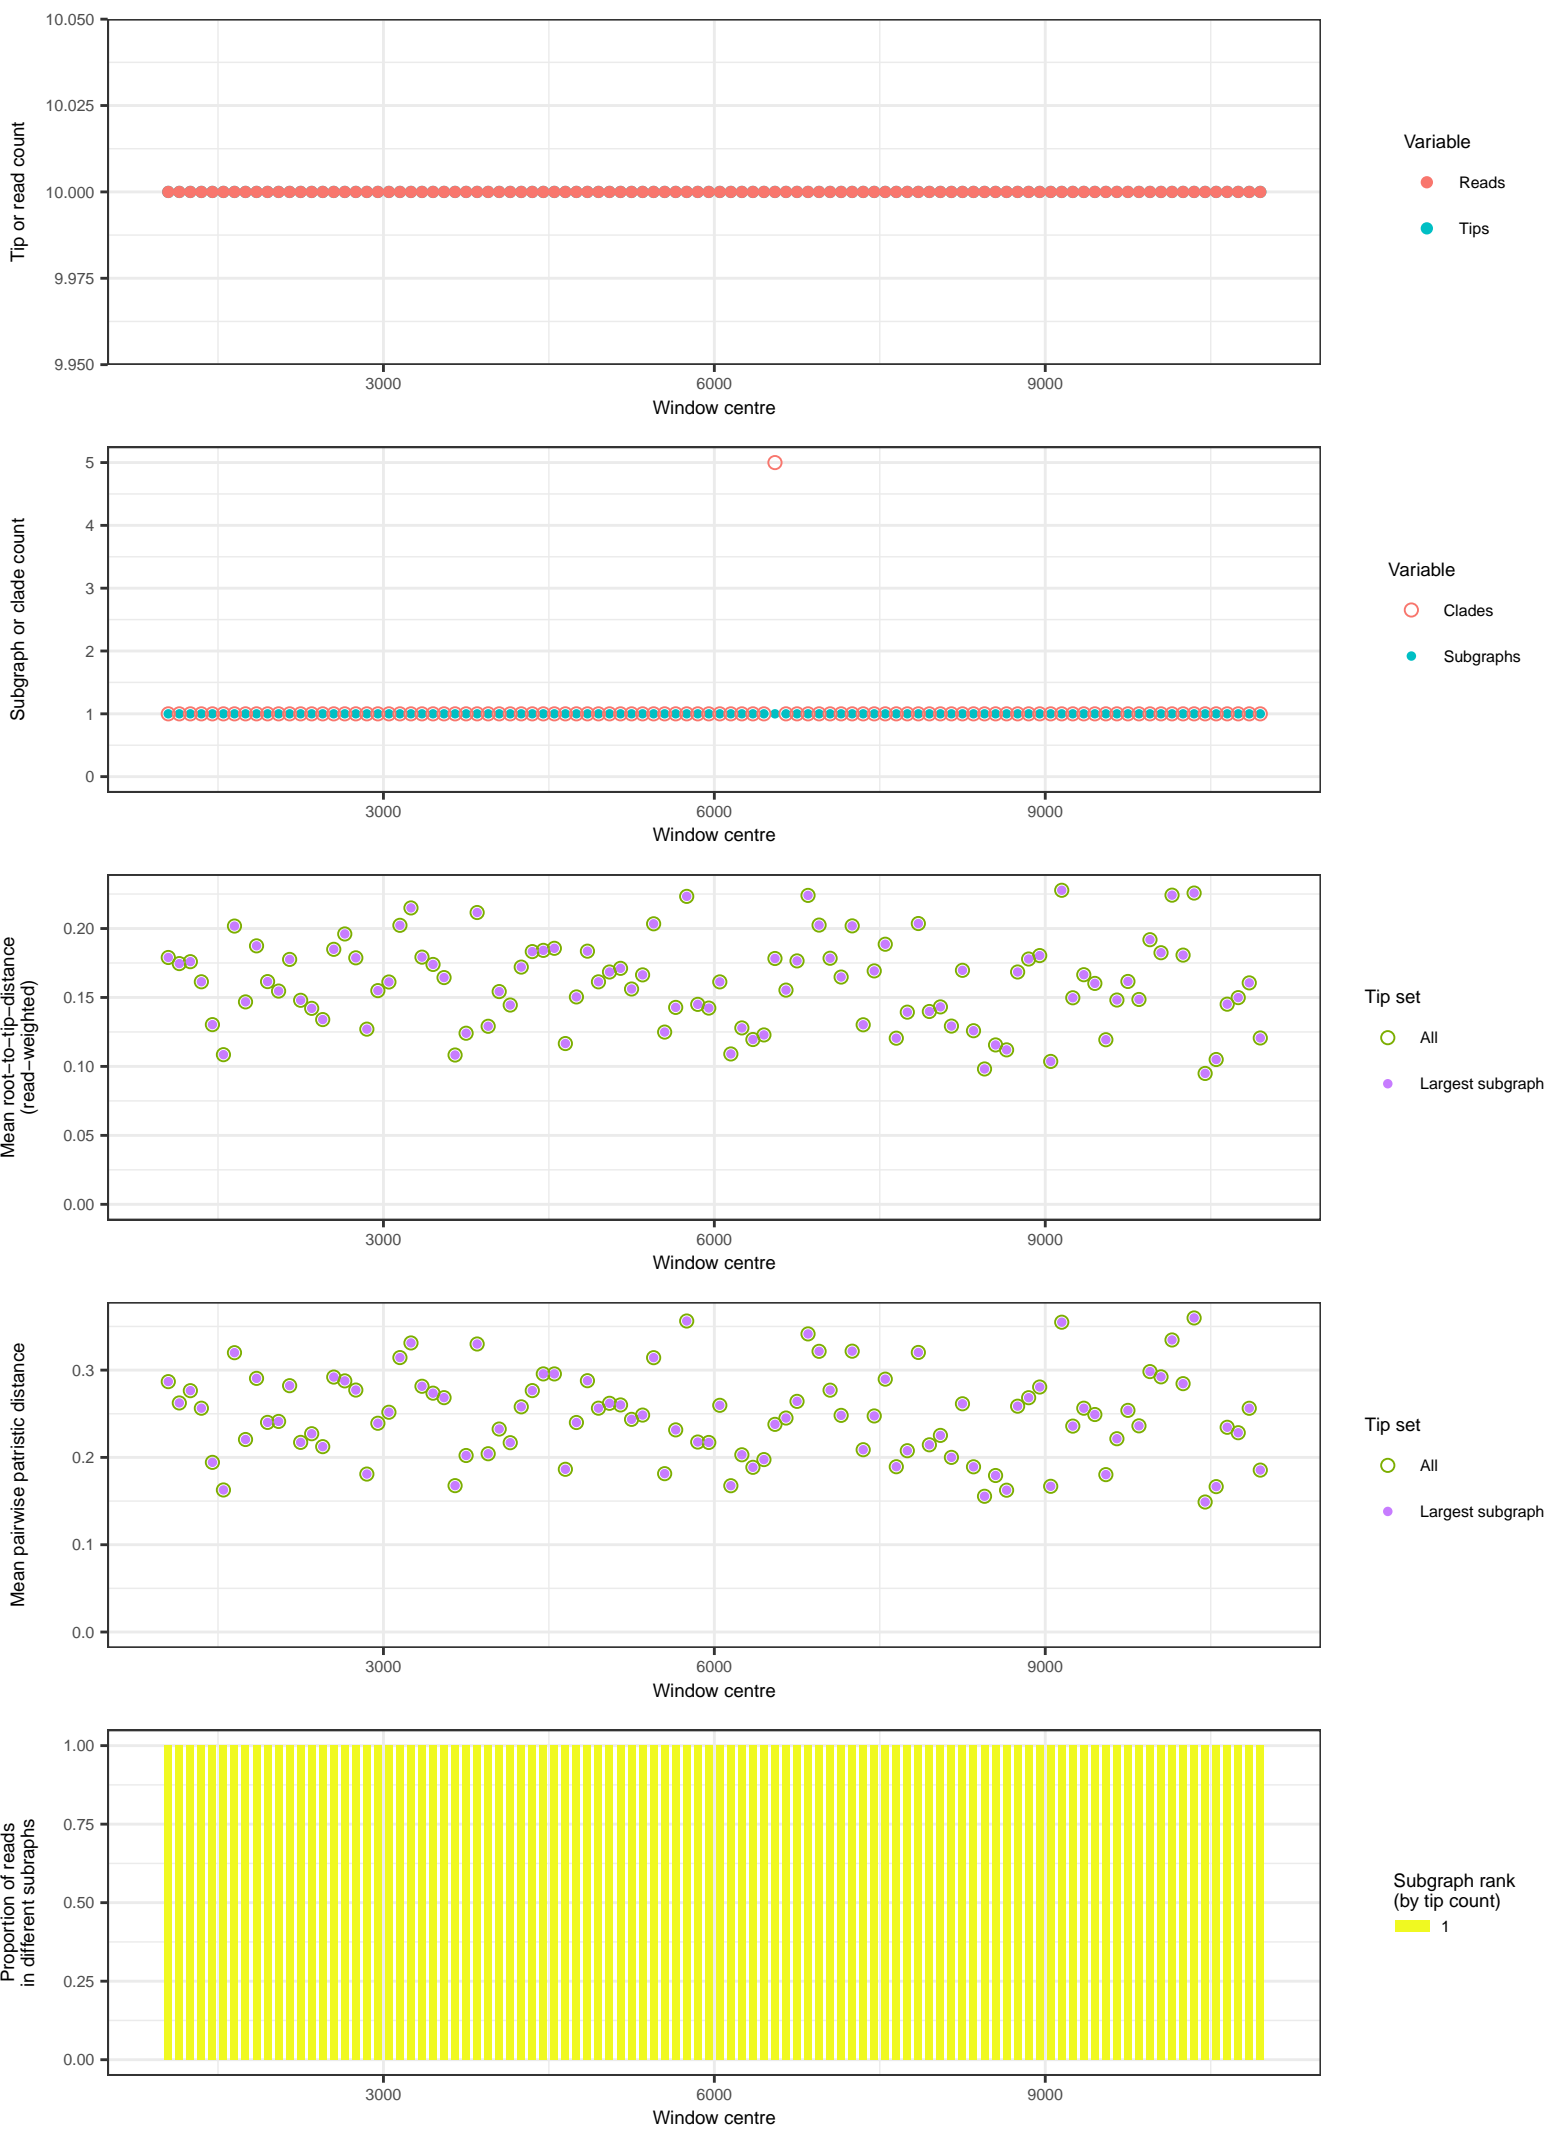 10.050
10.025
10.000
9.975
9.950
Tip or read count
3000
6000
9000
Window centre
Variable
Reads
Tips
5
4
3
2
1
0
Subgraph or clade count
3000
6000
9000
Window centre
Variable
Clades
Subgraphs
0.20
0.15
0.10
0.05
0.00
Mean root−to−tip−distance
(read−weighted)
3000
6000
9000
Window centre
Tip set
All
Largest subgraph
0.3
0.2
0.1
0.0
Mean pairwise patristic distance
3000
6000
9000
Window centre
Tip set
All
Largest subgraph
1.00
0.75
0.50
0.25
0.00
Proportion of reads
in different subraphs
3000
6000
9000
Window centre
Subgraph rank
(by tip count)
1